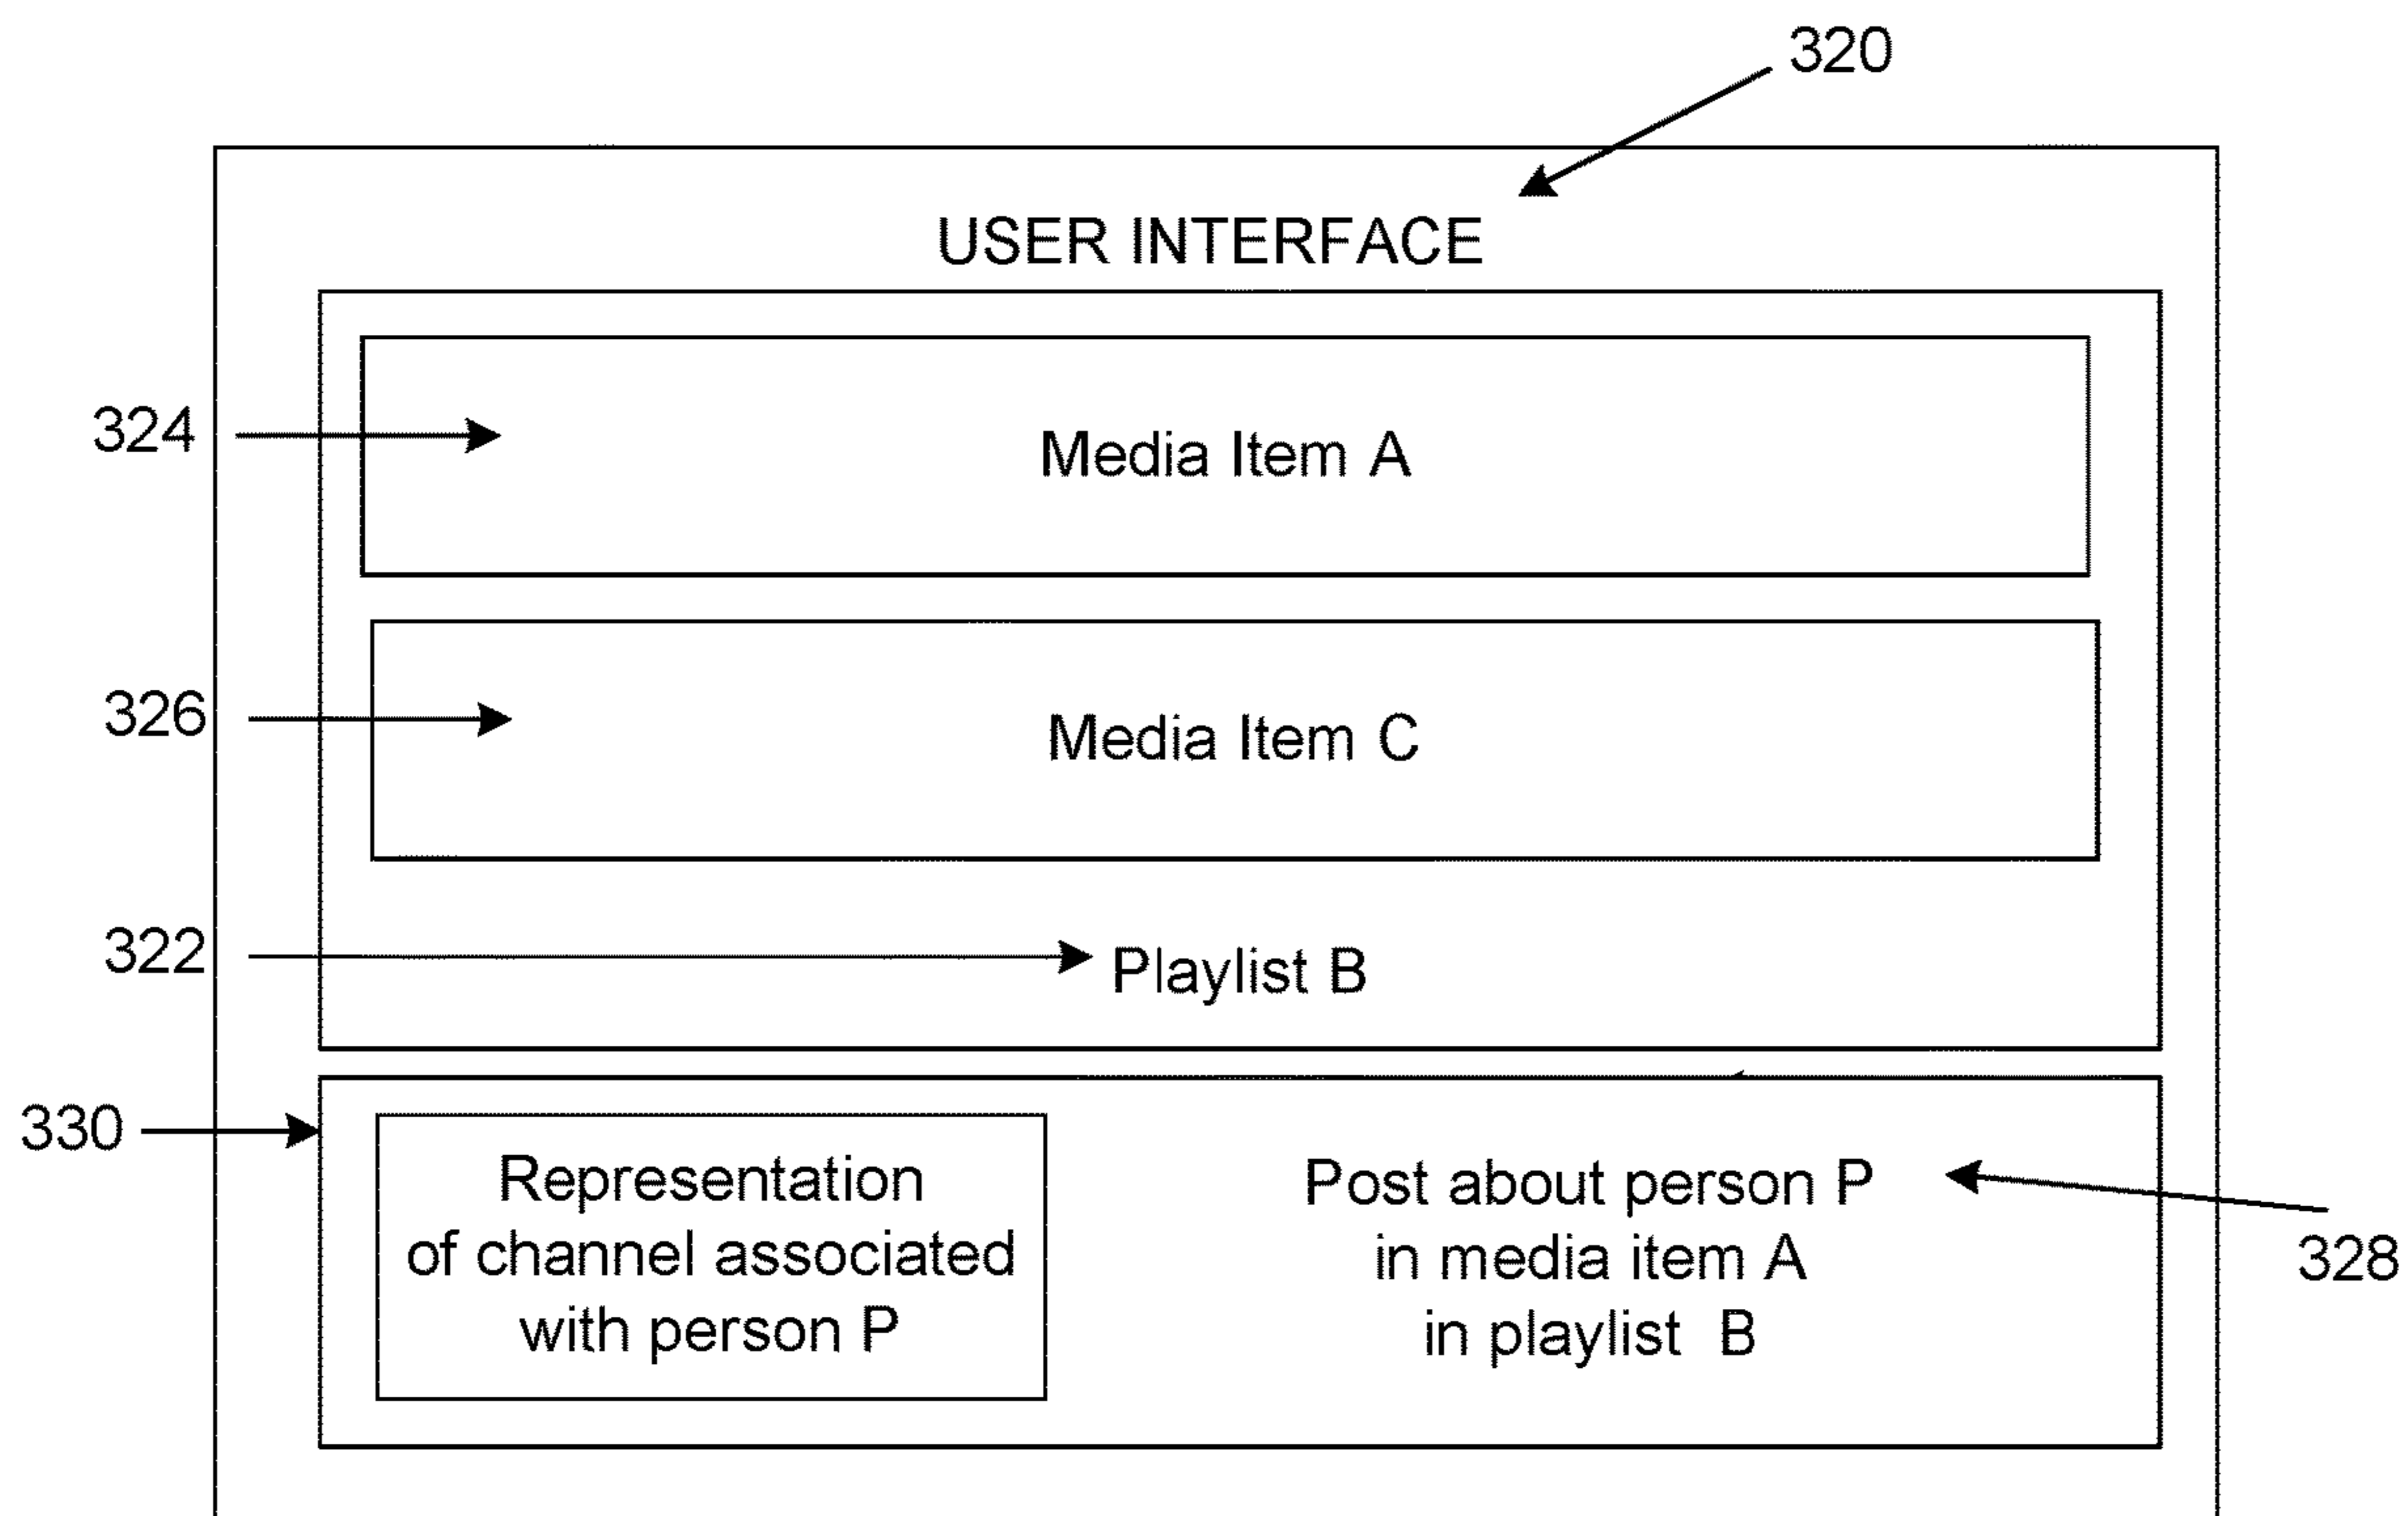 320
USER INTERFACE
324
Media Item A
326
Media Item C
322
Playlist B
330
Representation
of channel associated
with person P
Post about person P
in media item A
in playlist B
328